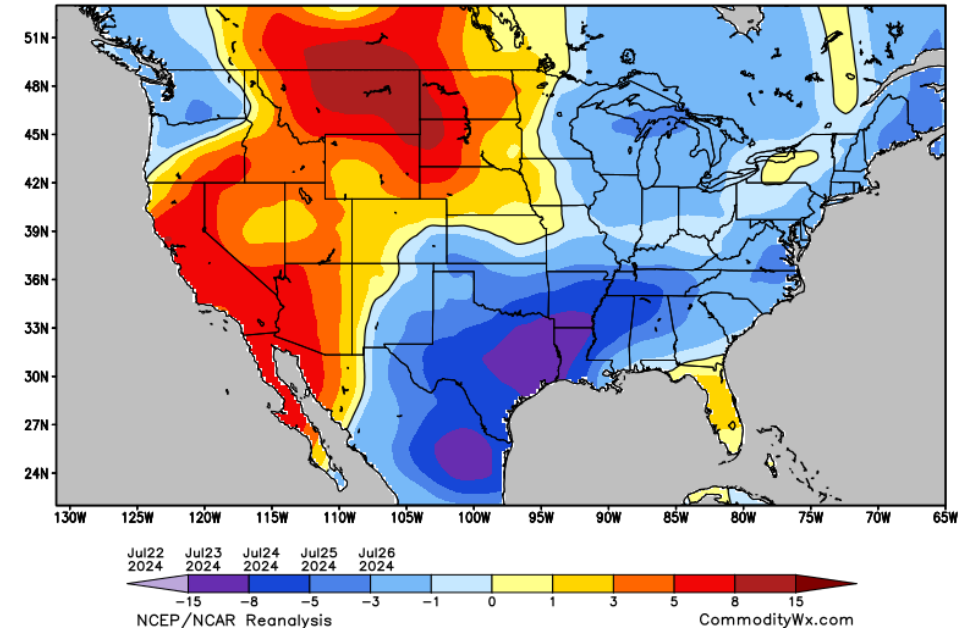 51N
48N
45N
42N
39N
36N
33N
30N
27N
24N
130W 125W 120W 115W 110W 105W 100W 95W 90W 85W 80W 75W 70W 65W
Jul22 Jul23 Jul24 Jul25 Jul26
2024 2024 2024 2024 2024
-15 -8 -5 -3 -1 0 1 3 5 8 15
NCEP/NCAR Reanalysis CommodityWx.com